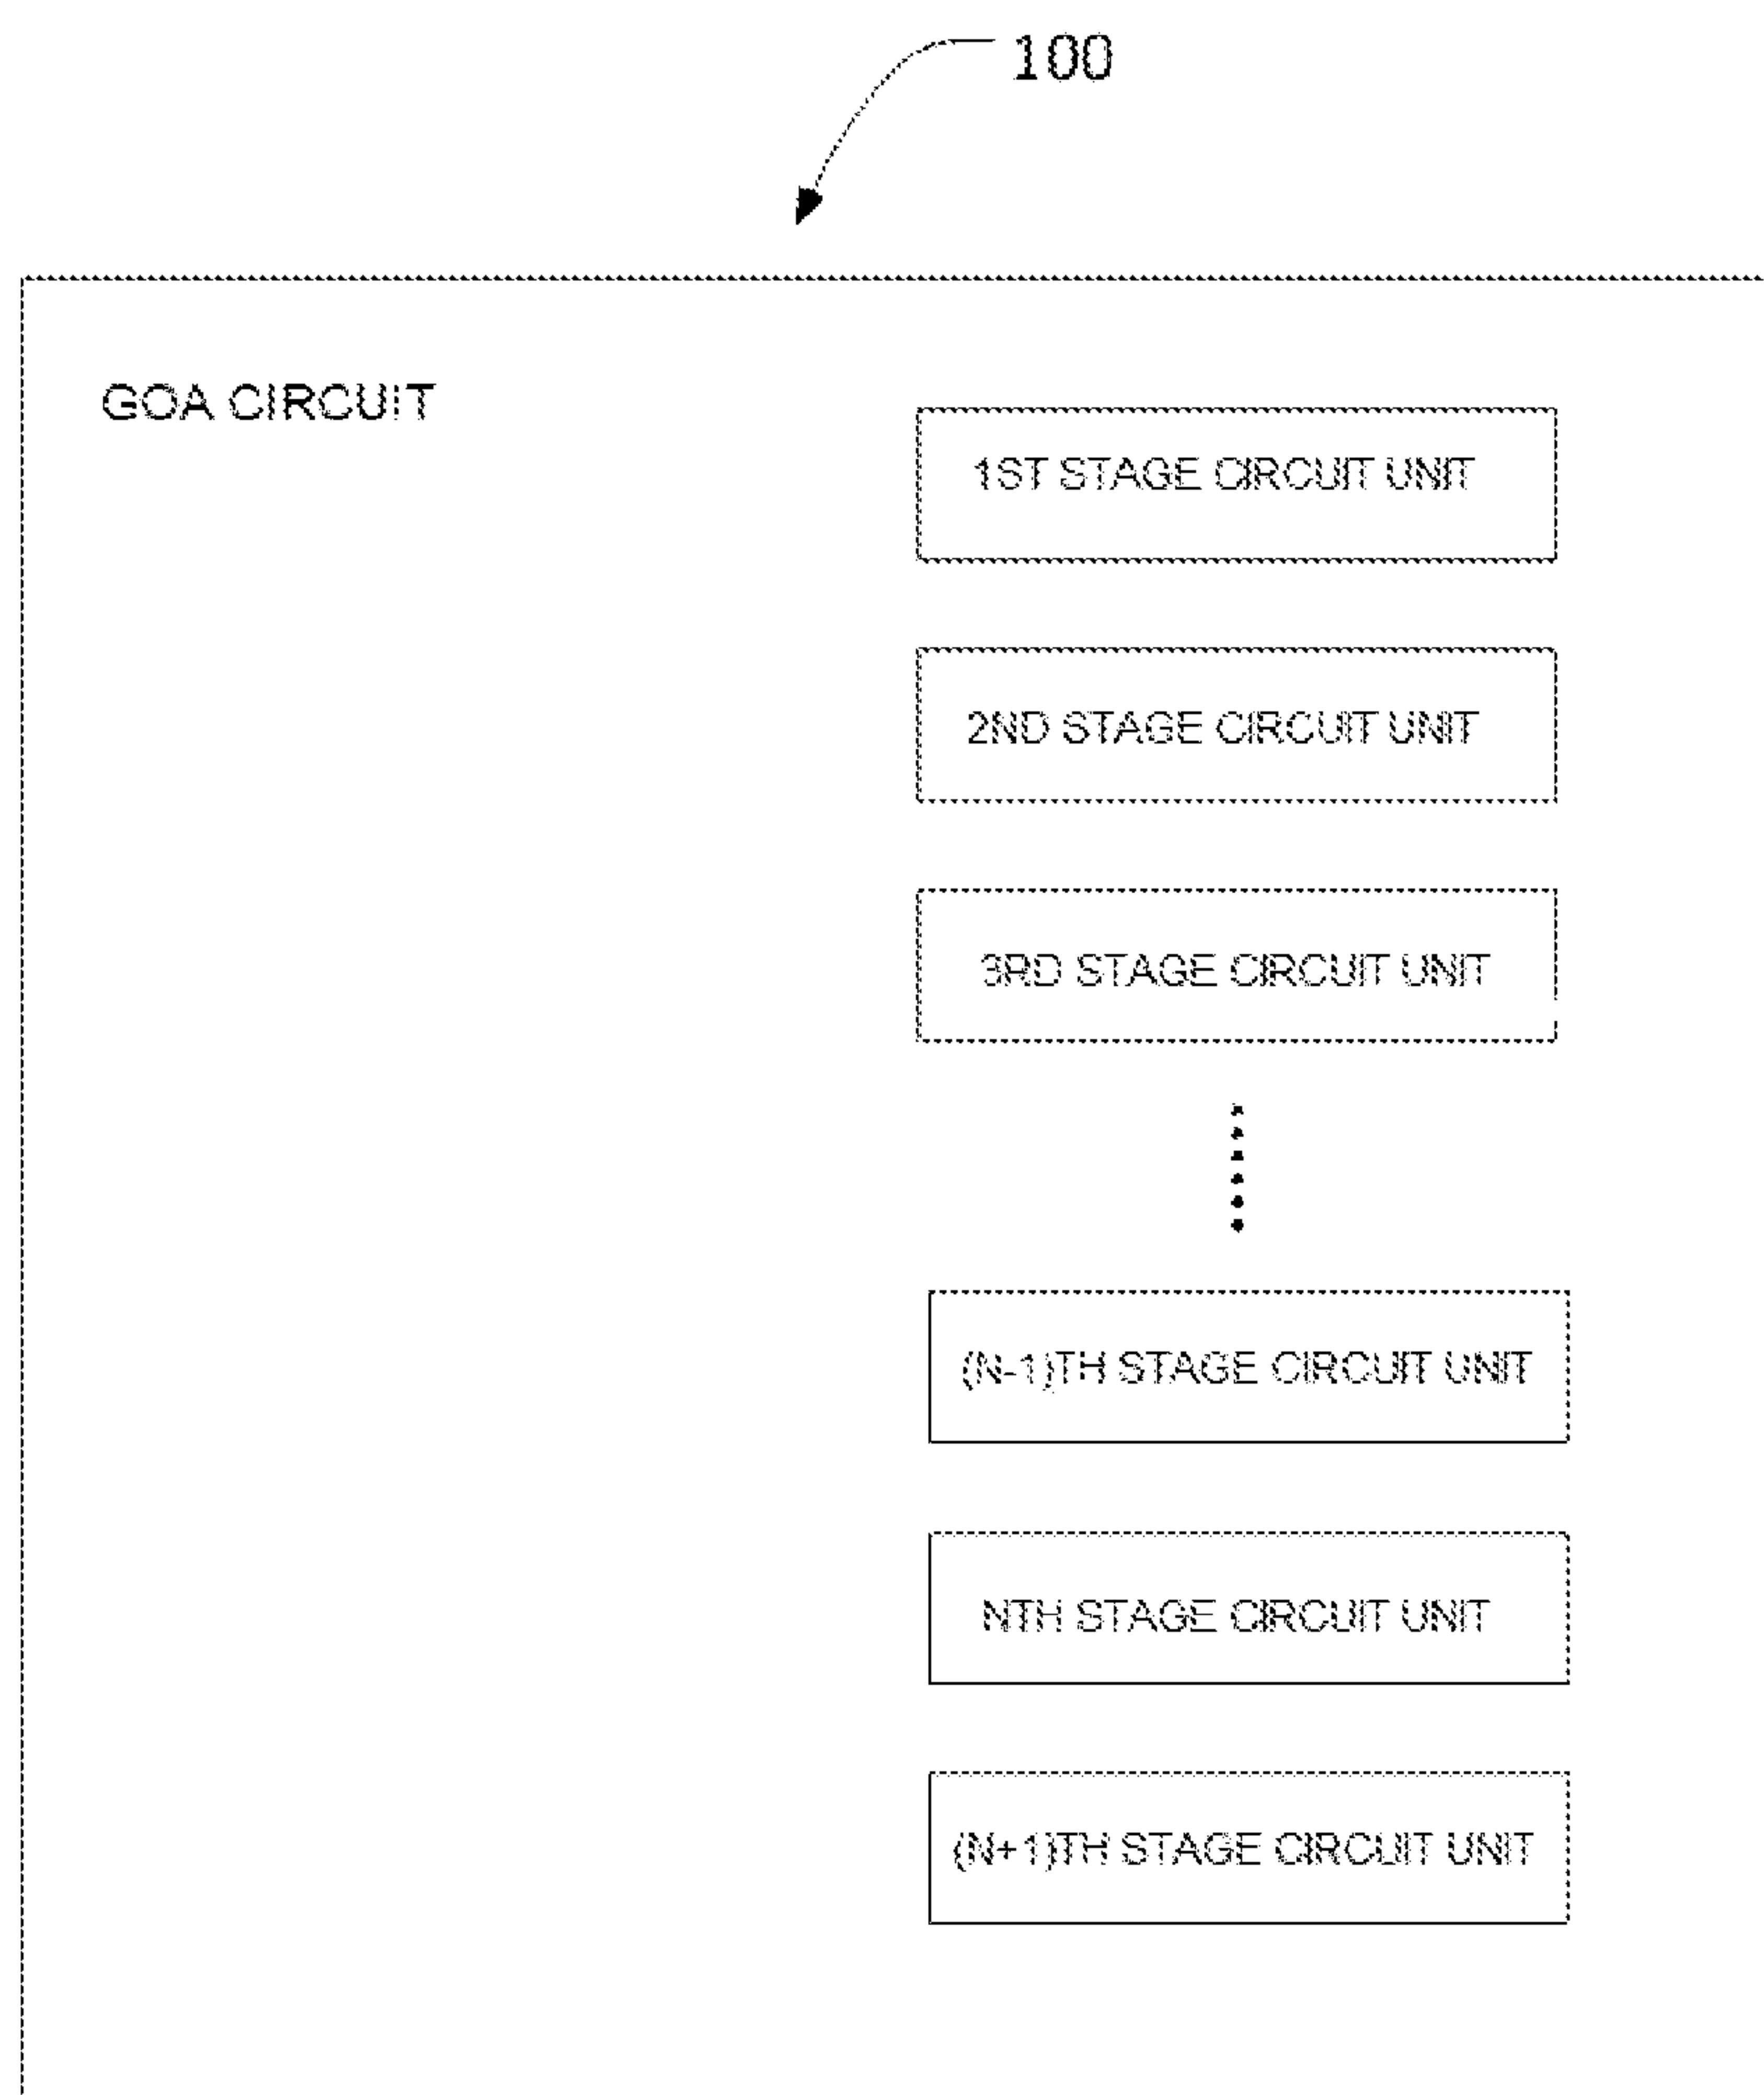 100
GOA CIRCUIT
1ST STAGE CIRCUIT UNIT
2ND STAGE CIRCUIT UNIT
3RD STAGE CIRCUIT UNIT
(N-1)TH STAGE CIRCUIT UNIT
NTH STAGE CIRCUIT UNIT
(N+1)TH STAGE CIRCUIT UNIT